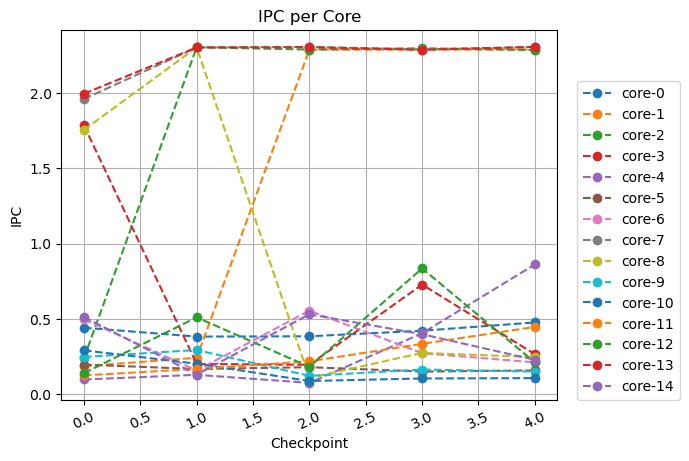 IPC per Core
IPC
2.0
1.5
1.0
0.5
0.0
0.0
0.5
1.0
1.5
2.0
2.5
3.0
3.5
4.0
Checkpoint
core-0
core-1
core-2
core-3
core-4
core-5
core-6
core-7
core-8
core-9
core-10
core-11
core-12
core-13
core-14